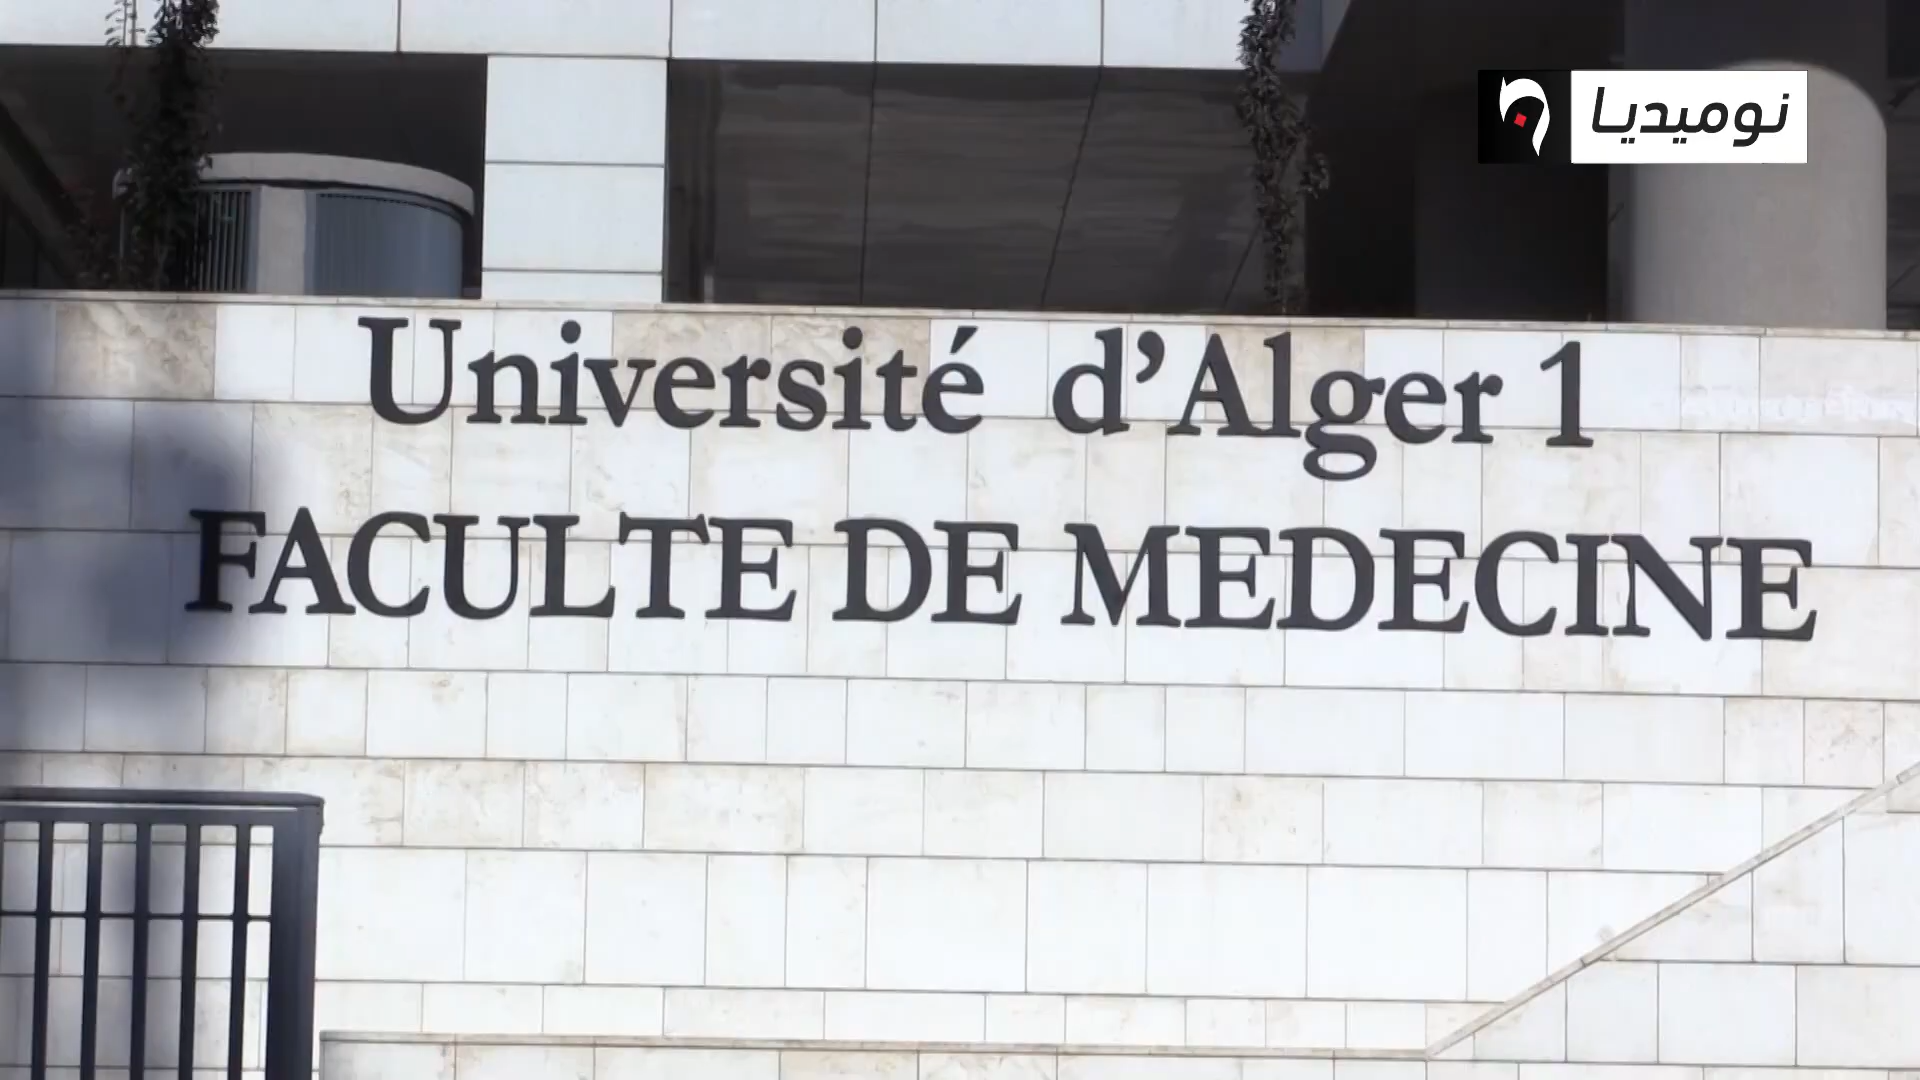 نوميديا
Université d'Alger 1
FACULTE DE MEDECINE